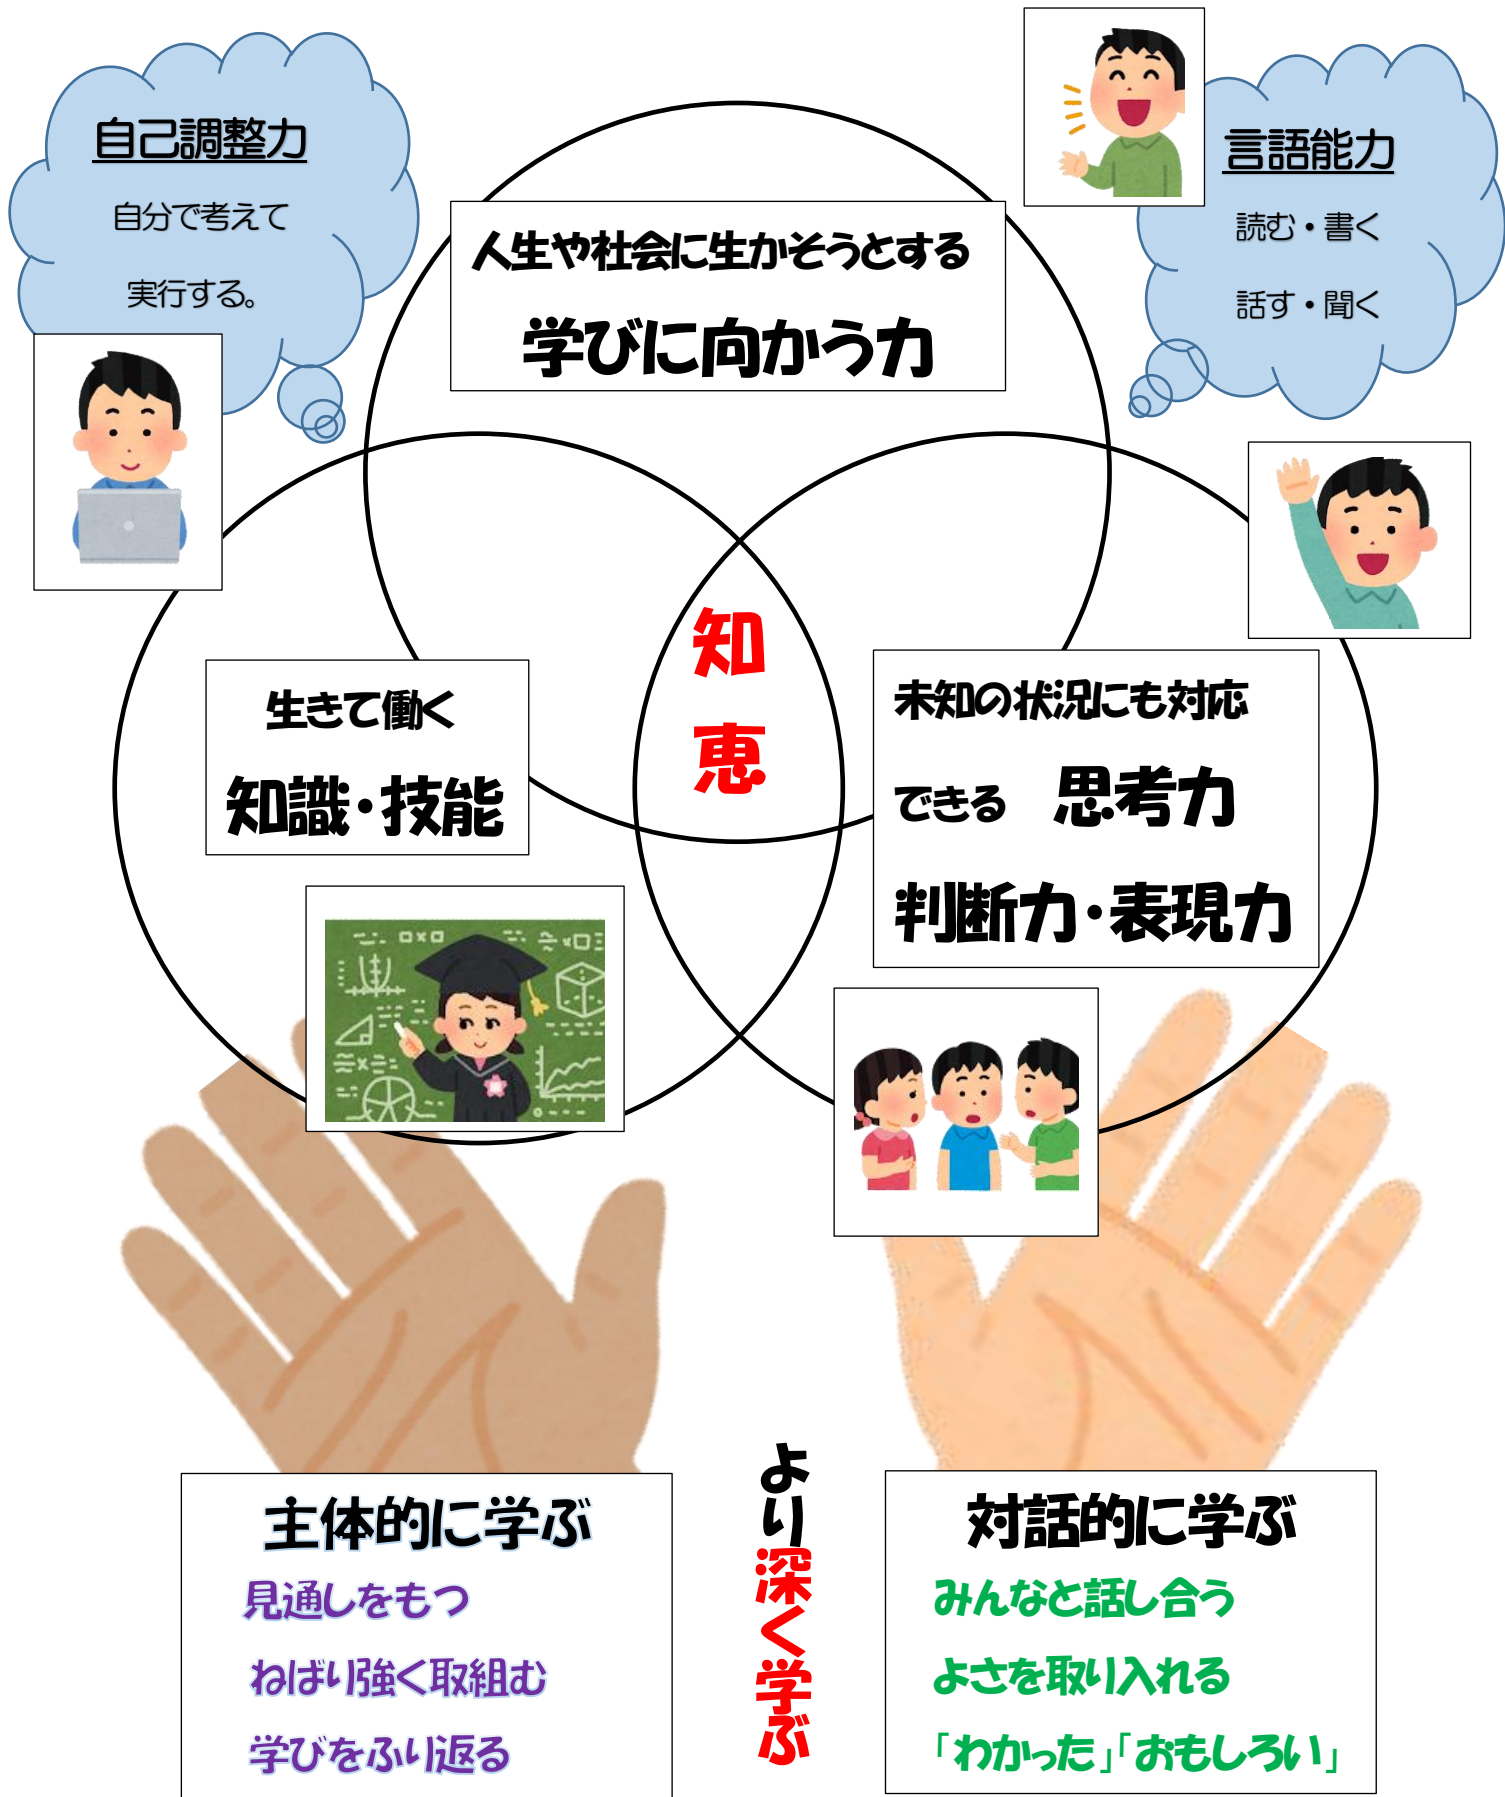 自己調整力
自分で考えて
実行する。
言語能力
読む・書く
話す・聞く
人生や社会に生かそうとする
学びに向かう力
知
恵
生きて働く
知識・技能
未知の状況にも対応
できる　思考力
判断力・表現力
主体的に学ぶ
見通しをもつ
ねばり強く取組む
学びをふり返る
より深く学ぶ
対話的に学ぶ
みんなと話し合う
よさを取り入れる
「わかった」「おもしろい」